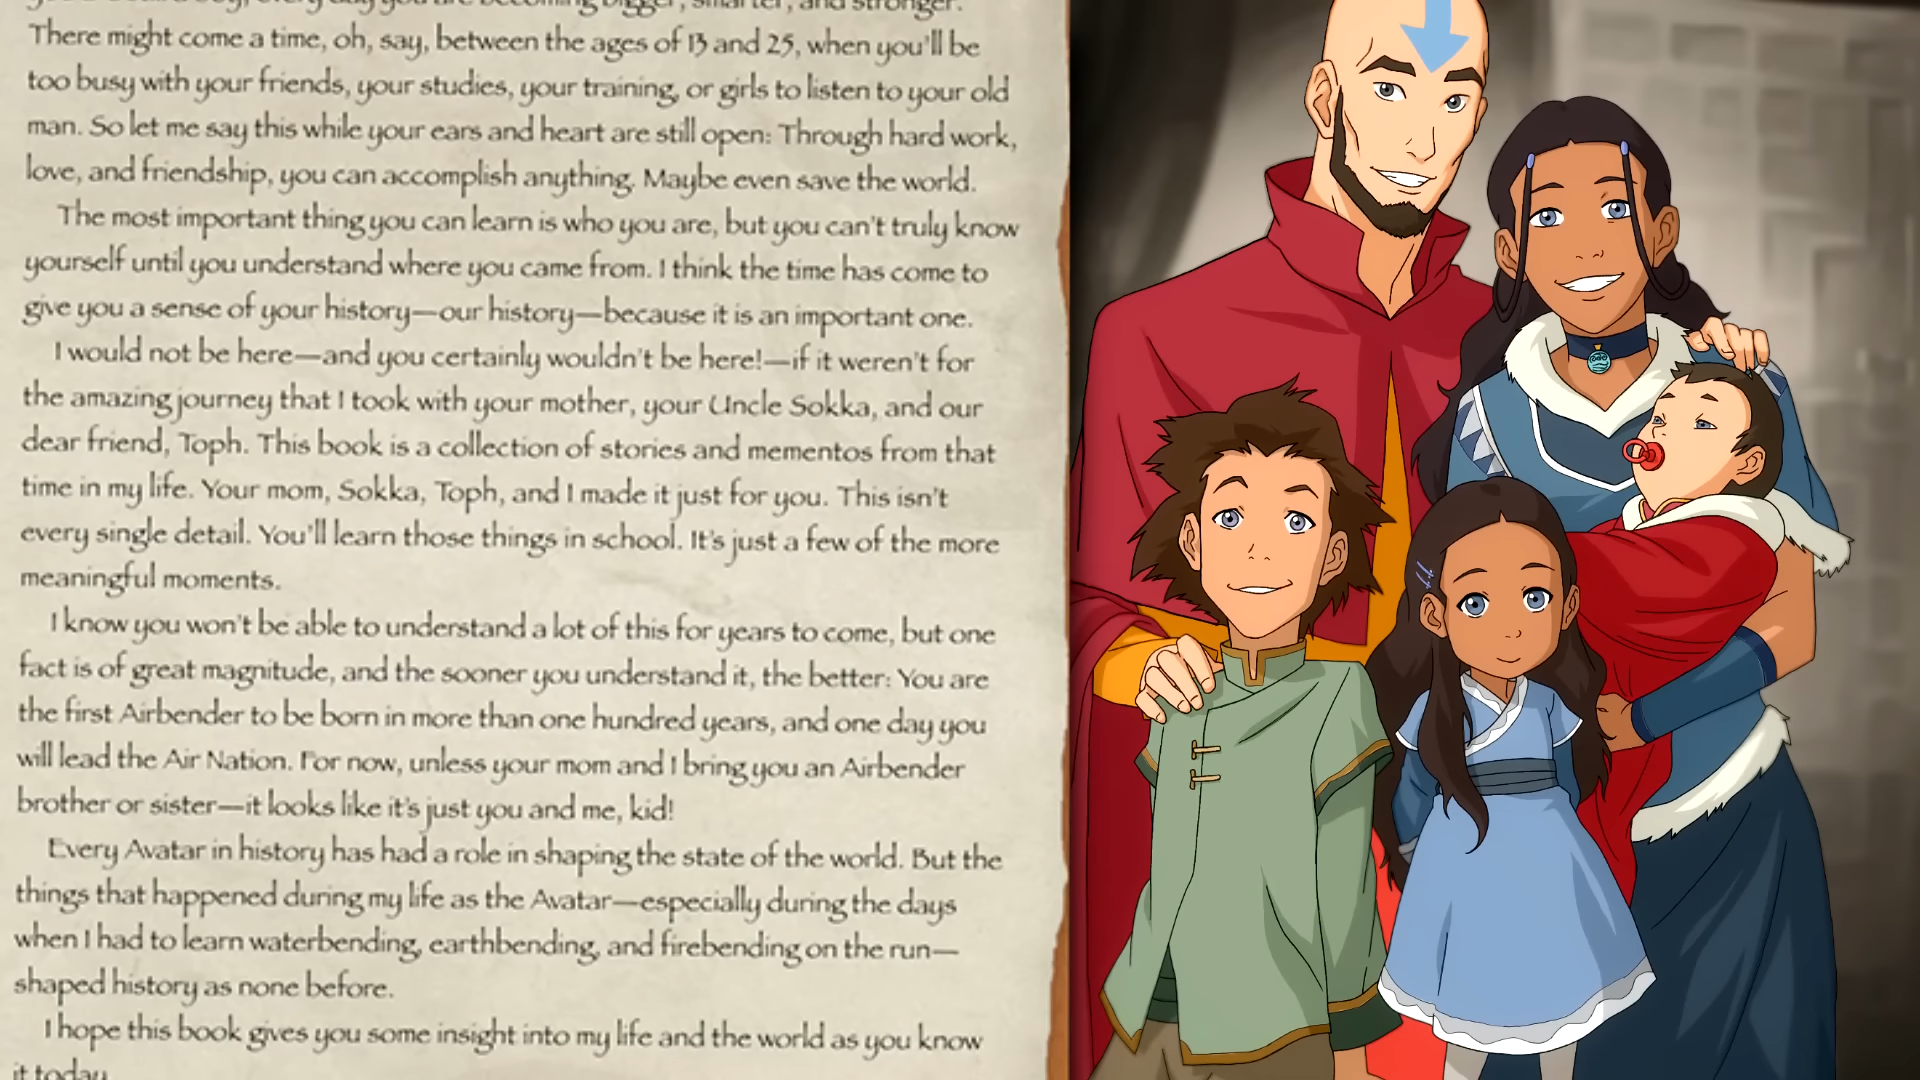 every day you are becoming bigger, smarter, and stronger.
There might come a time, oh, say, between the ages of 13 and 25, when you'll be
too busy with your friends, your studies, your training, or girls to listen to your old
man. So let me say this while your ears and heart are still open: Through hard work,
love, and friendship, you can accomplish anything. Maybe even save the world.
The most important thing you can learn is who you are, but you can't truly know
yourself until you understand where you came from. I think the time has come to
give you a sense of your history—our history—because it is an important one.
I would not be here—and you certainly wouldn't be here!—if it weren't for
the amazing journey that I took with your mother, your Uncle Sokka, and our
dear friend, Toph. This book is a collection of stories and mementos from that
time in my life. Your mom, Sokka, Toph, and I made it just for you. This isn't
every single detail. You'll learn those things in school. It's just a few of the more
meaningful moments.
I know you won't be able to understand a lot of this for years to come, but one
fact is of great magnitude, and the sooner you understand it, the better: You are
the first Airbender to be born in more than one hundred years, and one day you
will lead the Air Nation. For now, unless your mom and I bring you an Airbender
brother or sister—it looks like it's just you and me, kid!
Every Avatar in history has had a role in shaping the state of the world. But the
things that happened during my life as the Avatar—especially during the days
when I had to learn waterbending, earthbending, and firebending on the run—
shaped history as none before.
I hope this book gives you some insight into my life and the world as you know
it today